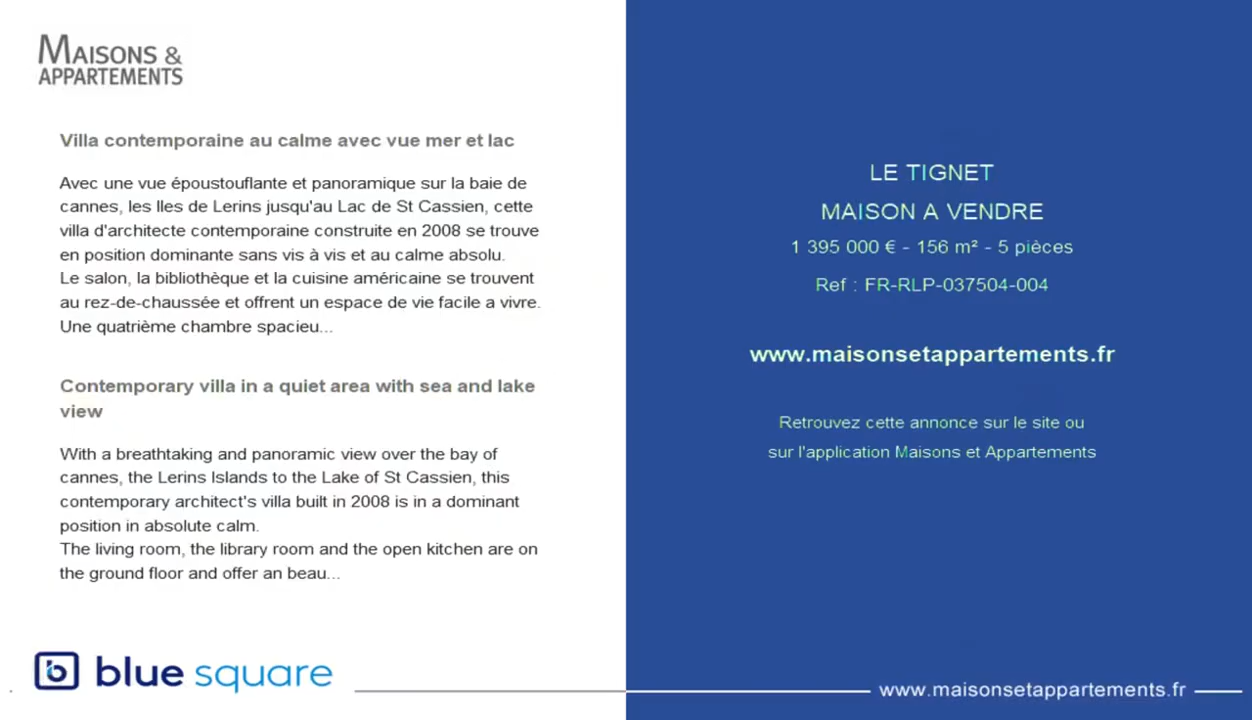 MAISONS &
APPARTEMENTS
Villa contemporaine au calme avec vue mer et lac
Avec une vue époustouflante et panoramique sur la baie de
cannes, les Iles de Lerins jusqu'au Lac de St Cassien, cette
villa d'architecte contemporaine construite en 2008 se trouve
en position dominante sans vis à vis et au calme absolu.
Le salon, la bibliothèque et la cuisine américaine se trouvent
au rez-de-chaussée et offrent un espace de vie facile a vivre.
Une quatrième chambre spacieu...
Contemporary villa in a quiet area with sea and lake
view
With a breathtaking and panoramic view over the bay of
cannes, the Lerins Islands to the Lake of St Cassien, this
contemporary architect's villa built in 2008 is in a dominant
position in absolute calm.
The living room, the library room and the open kitchen are on
the ground floor and offer an beau...
blue square
LE TIGNET
MAISON A VENDRE
1 395 000 € - 156 m² - 5 pièces
Ref : FR-RLP-037504-004
www.maisonsetappartements.fr
Retrouvez cette annonce sur le site ou
sur l'application Maisons et Appartements
www.maisonsetappartements.fr